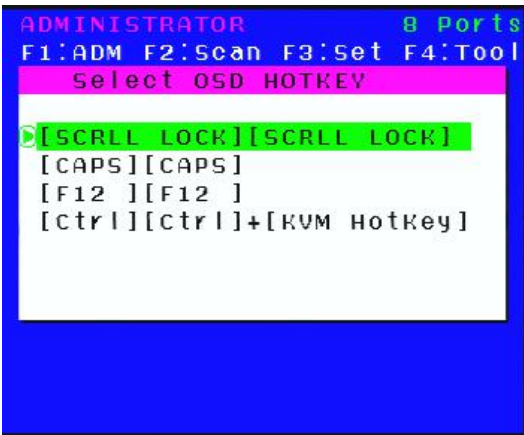 ADMINISTRATOR 8 Ports
F1:ADM F2:Scan F3:Set F4:Tool
Select OSD HOTKEY
[SCRLL LOCK][SCRLL LOCK]
[CAPS][CAPS]
[F12 ][F12 ]
[Ctrl][Ctrl]+[KVM HotKey]